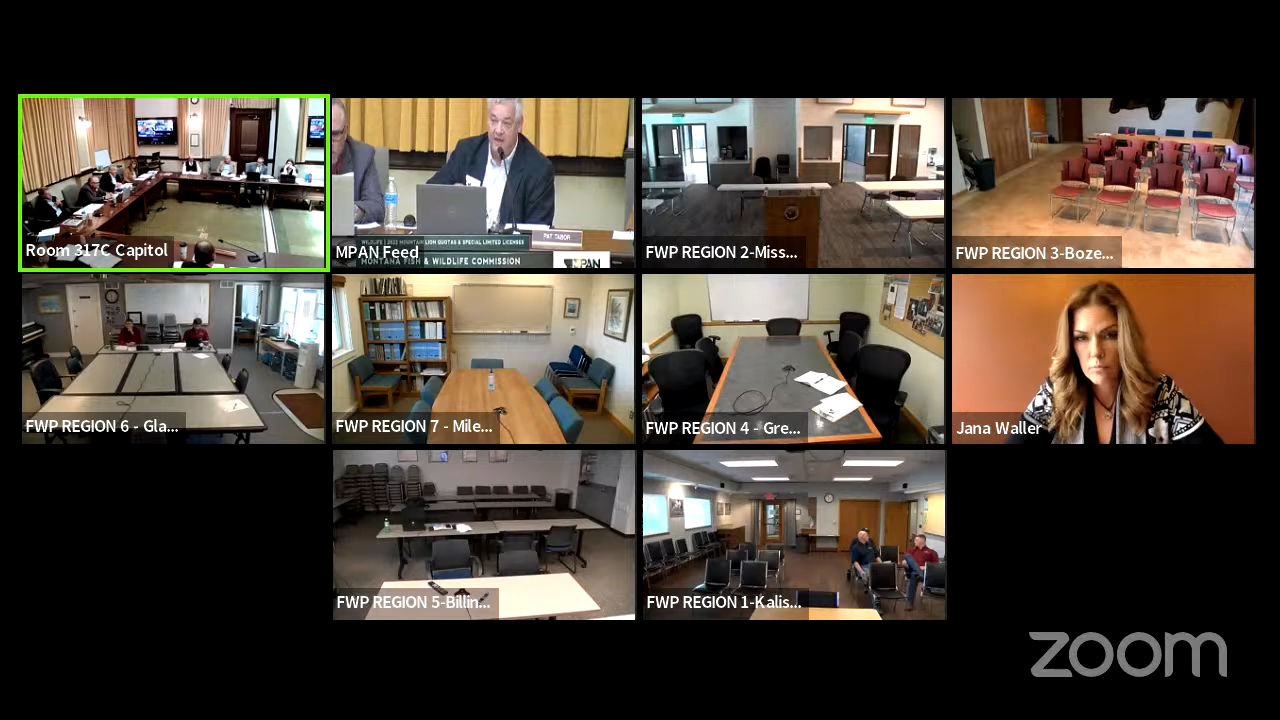 Room 317C Capitol
PAT TABOR
WILDLIFE | 2022 MOUNTAIN LION QUOTAS & SPECIAL LIMITED LICENSES
MPAN Feed
MONTANA FISH & WILDLIFE COMMISSION
MPAN
FWP REGION 2-Miss...
FWP REGION 3-Boze...
FWP REGION 6 - Gla...
FWP REGION 7 - Mile...
FWP REGION 4 - Gre...
Jana Waller
FWP REGION 5-Billin...
FWP REGION 1-Kalis...
zoom